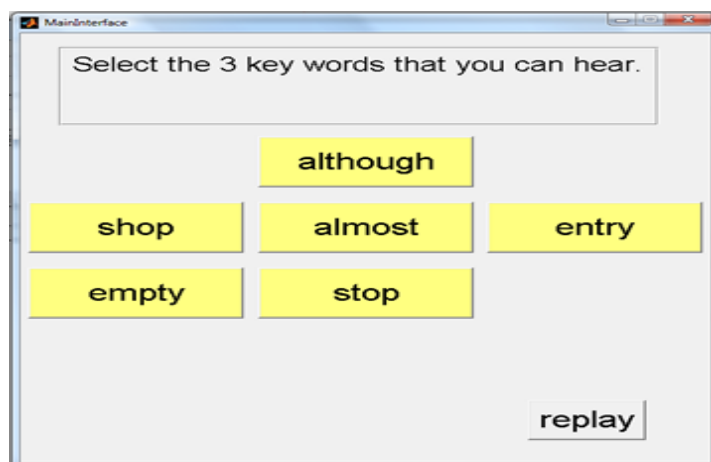 MainInterface
Select the 3 key words that you can hear.
although
shop almost entry
empty stop
replay